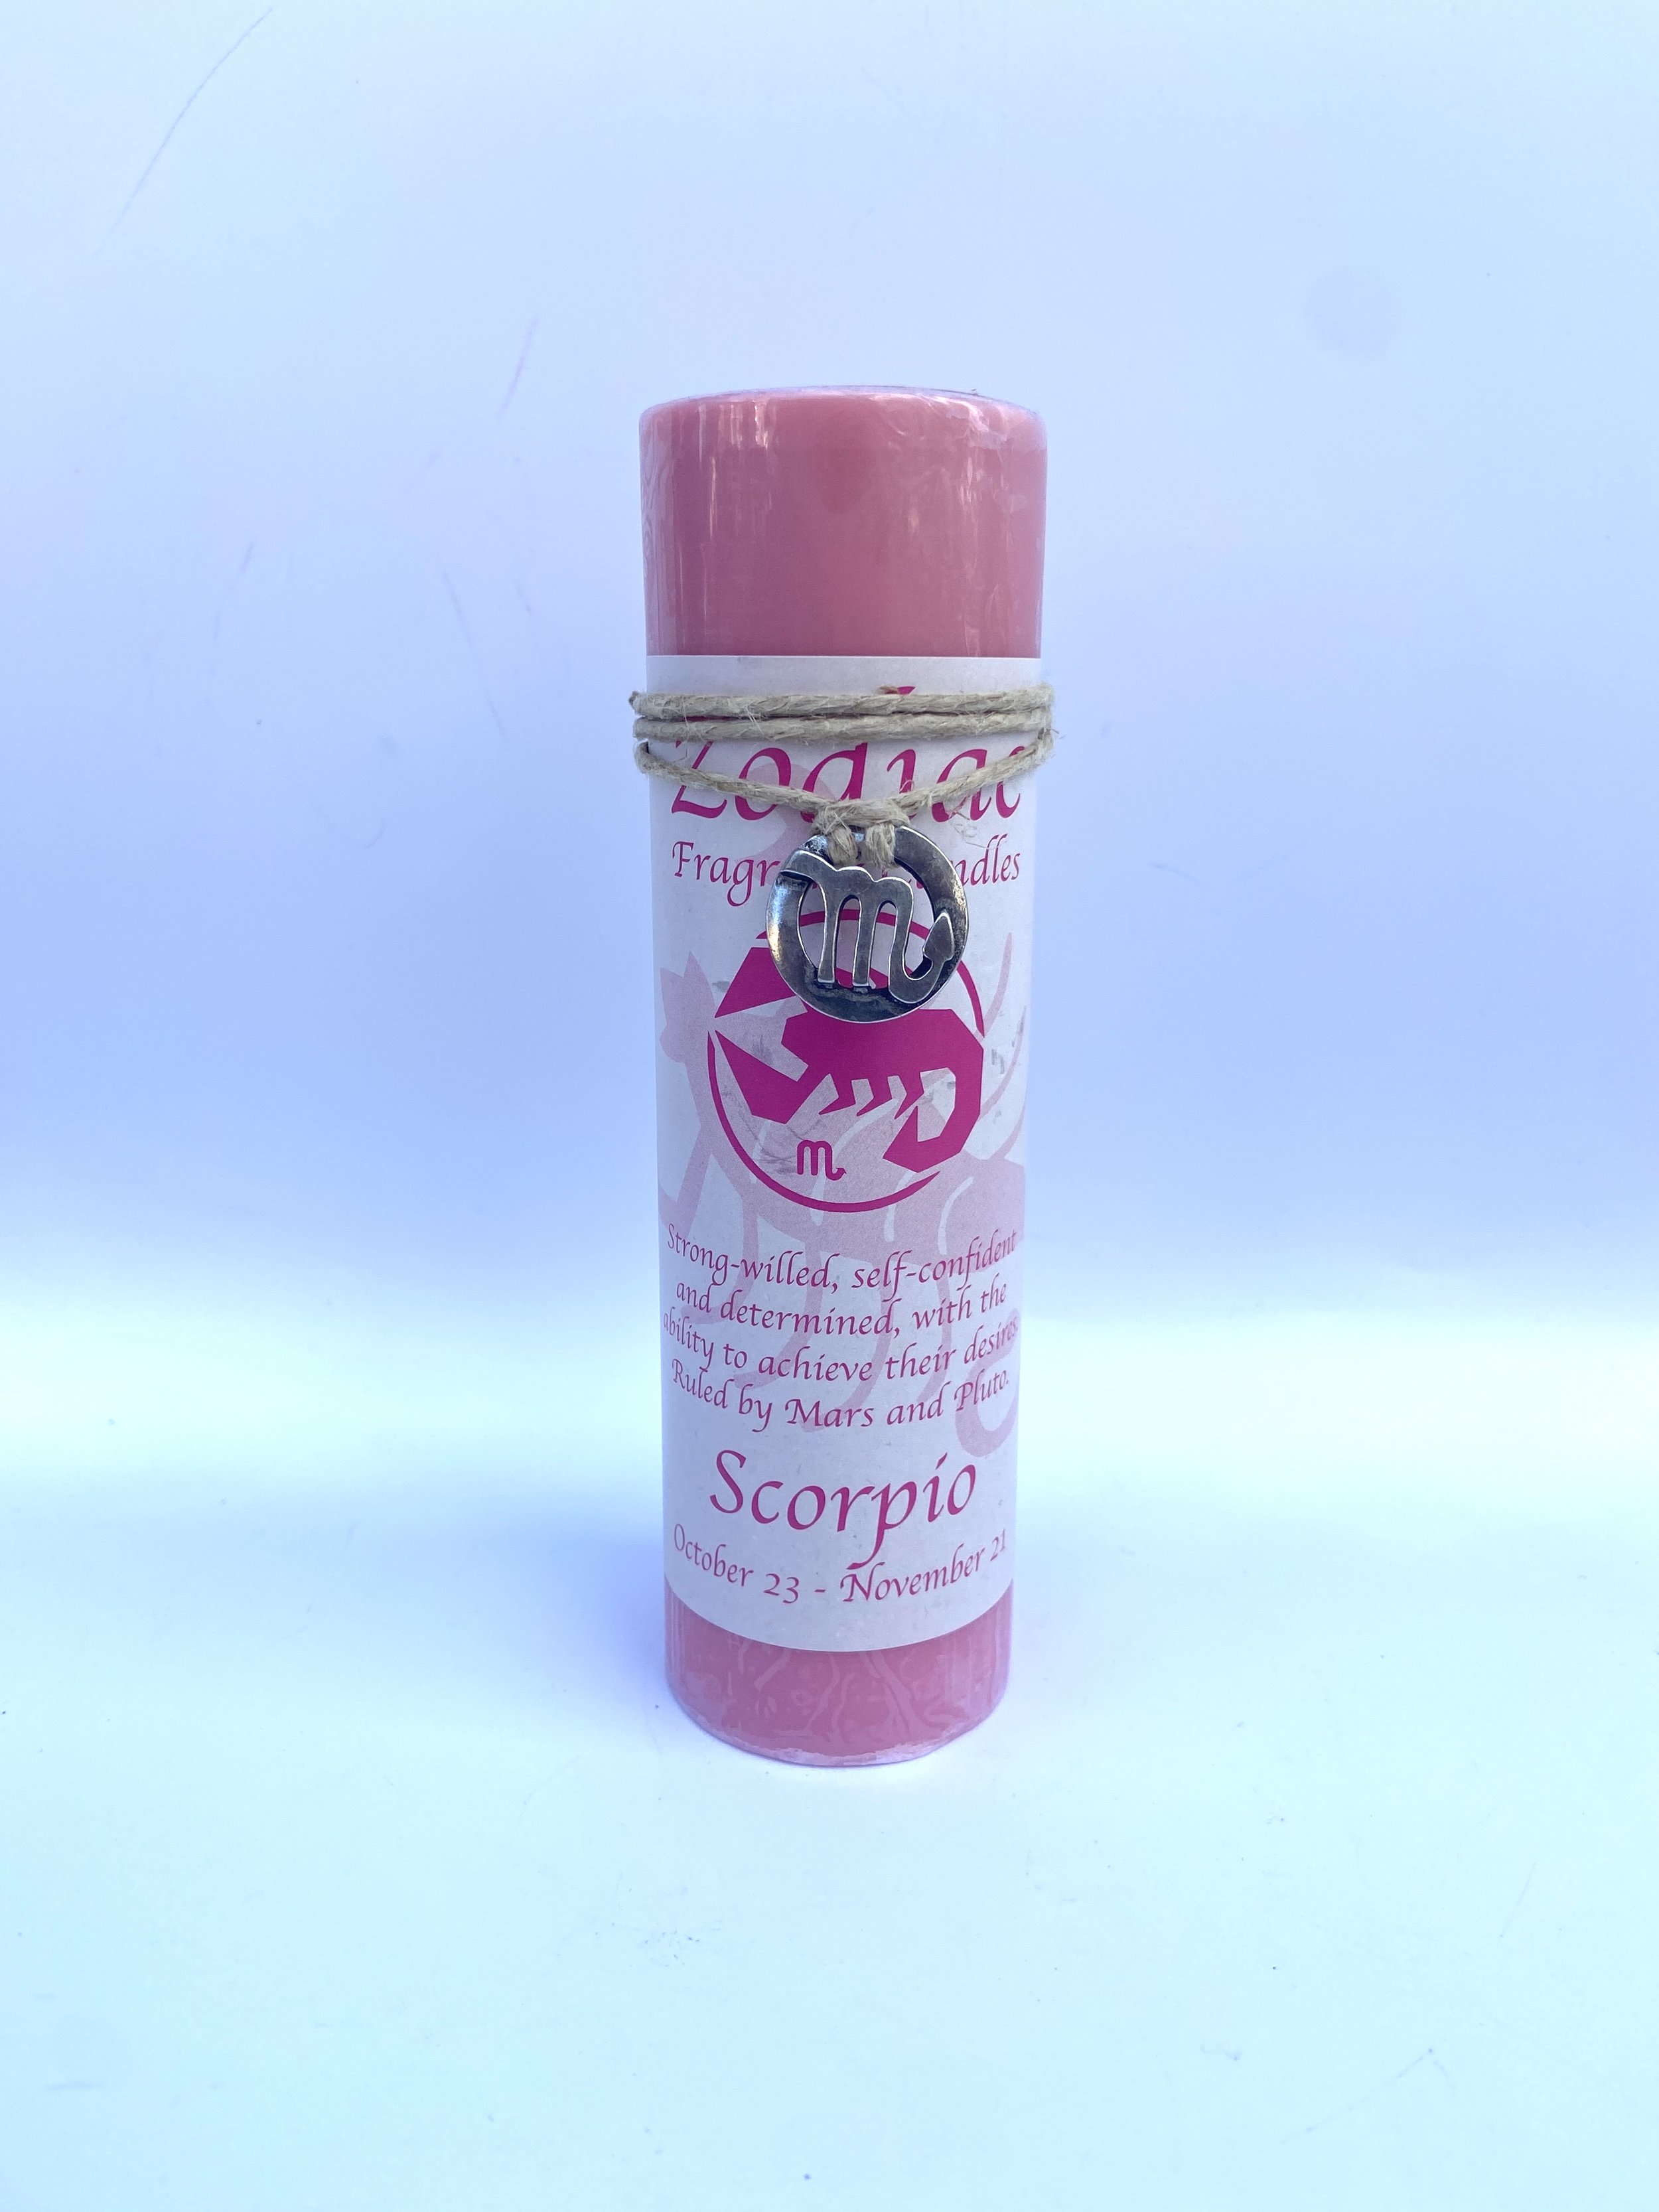 Zodiac
Fragr ndles
♏
♏
Strong-willed, self-confident
and determined, with the
ability to achieve their desires.
Ruled by Mars and Pluto.
Scorpio
October 23 - November 21